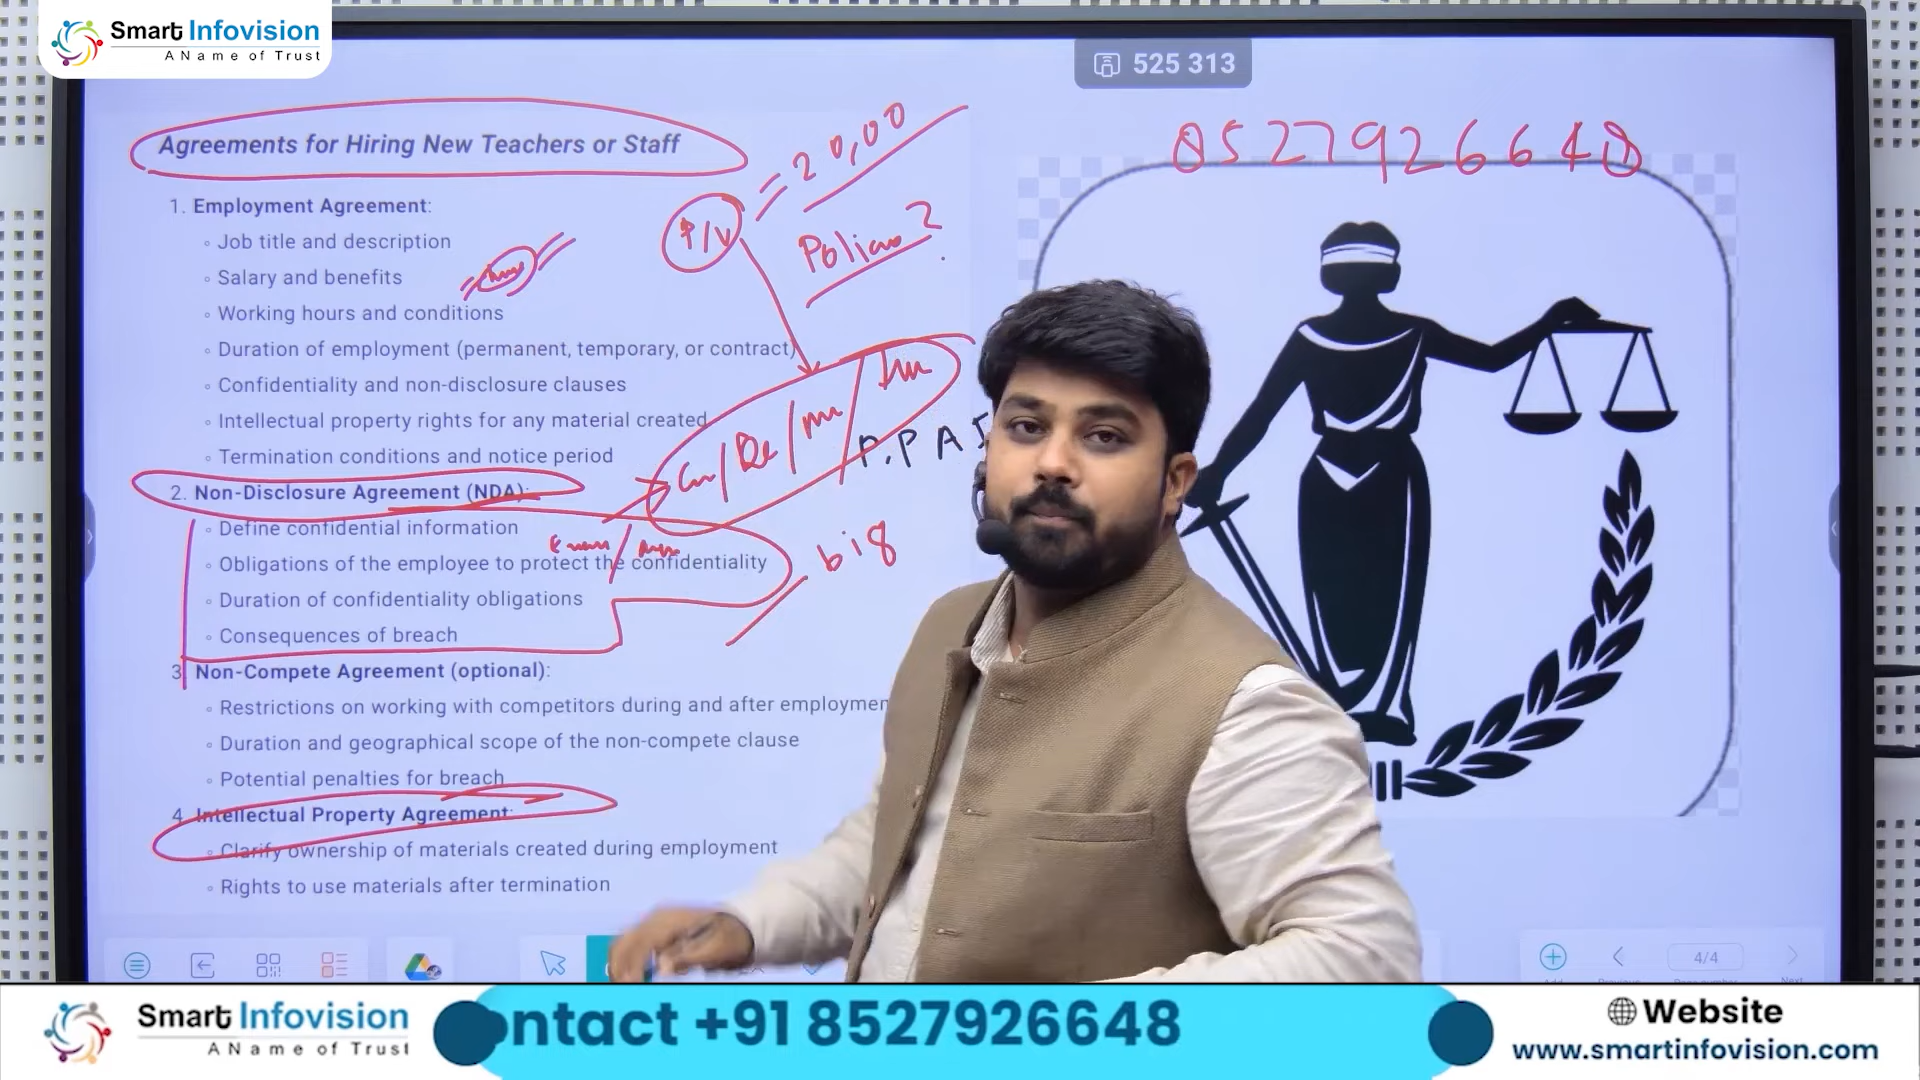 Smart Infovision
A Name of Trust
525 313
8527926648
Agreements for Hiring New Teachers or Staff
= 20,00
P/V
1. Employment Agreement:
◦ Job title and description
◦ Salary and benefits
◦ Working hours and conditions
◦ Duration of employment (permanent, temporary, or contract)
◦ Confidentiality and non-disclosure clauses
◦ Intellectual property rights for any material created
◦ Termination conditions and notice period
2. Non-Disclosure Agreement (NDA):
◦ Define confidential information
◦ Obligations of the employee to protect the confidentiality
big
◦ Duration of confidentiality obligations
◦ Consequences of breach
3. Non-Compete Agreement (optional):
◦ Restrictions on working with competitors during and after employmen
◦ Duration and geographical scope of the non-compete clause
◦ Potential penalties for breach
4. Intellectual Property Agreement:
◦ Clarify ownership of materials created during employment
◦ Rights to use materials after termination
4/4
Smart Infovision
A Name of Trust
ontact +91 8527926648
Website
www.smartinfovision.com